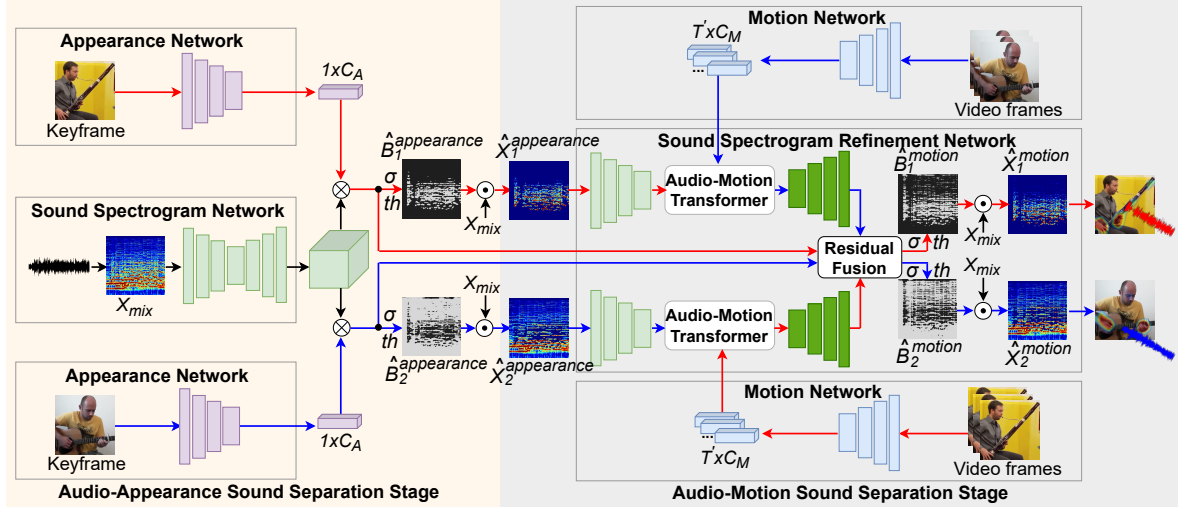 Appearance Network
Keyframe
1xC_A
Sound Spectrogram Network
X_mix
Appearance Network
Keyframe
1xC_A
Audio-Appearance Sound Separation Stage
B̂_1^appearance
σ
th
X_mix
X̂_1^appearance
σ
th
X_mix
B̂_2^appearance
X̂_2^appearance
Motion Network
T'xC_M
...
Video frames
Sound Spectrogram Refinement Network
Audio-Motion
Transformer
Residual
Fusion
Audio-Motion
Transformer
B̂_1^motion
X̂_1^motion
σ th
X_mix
σ th
X_mix
B̂_2^motion
X̂_2^motion
Motion Network
...
T'xC_M
Video frames
Audio-Motion Sound Separation Stage